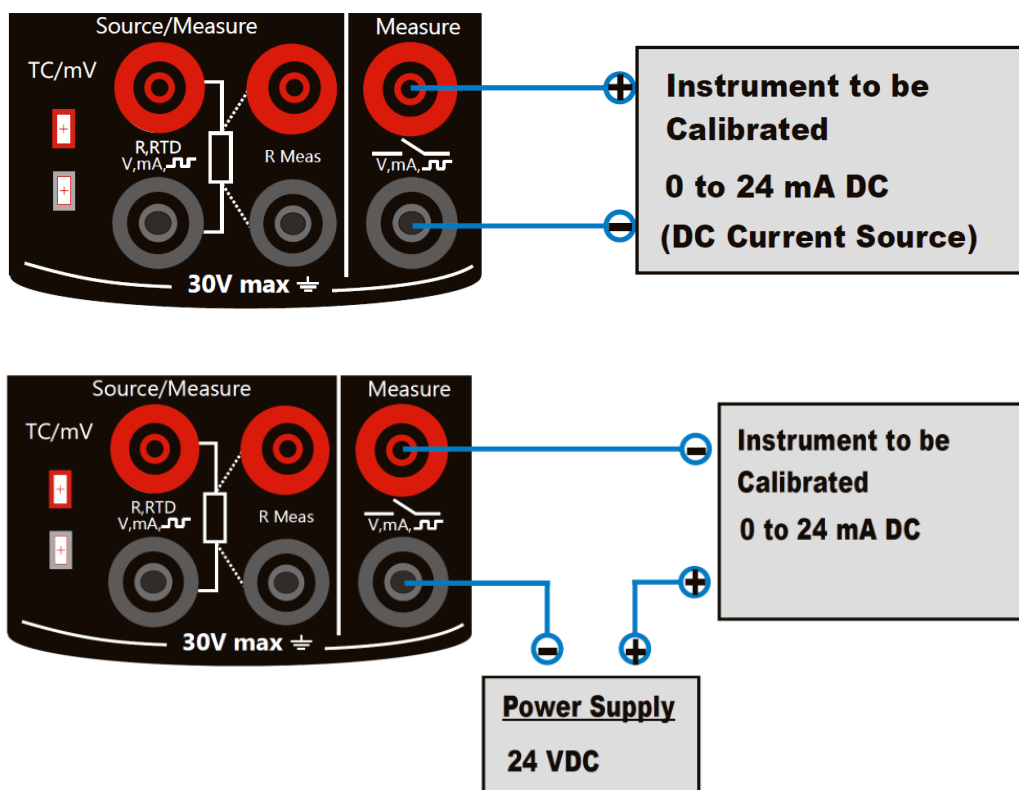 Source/Measure
Measure
TC/mV
+
+
R,RTD
V,mA,
R Meas
V,mA,
30V max
+
Instrument to be
Calibrated
0 to 24 mA DC
-
(DC Current Source)
Source/Measure
Measure
TC/mV
+
+
R,RTD
V,mA,
R Meas
V,mA,
30V max
-
Instrument to be
Calibrated
0 to 24 mA DC
+
-
+
Power Supply
24 VDC